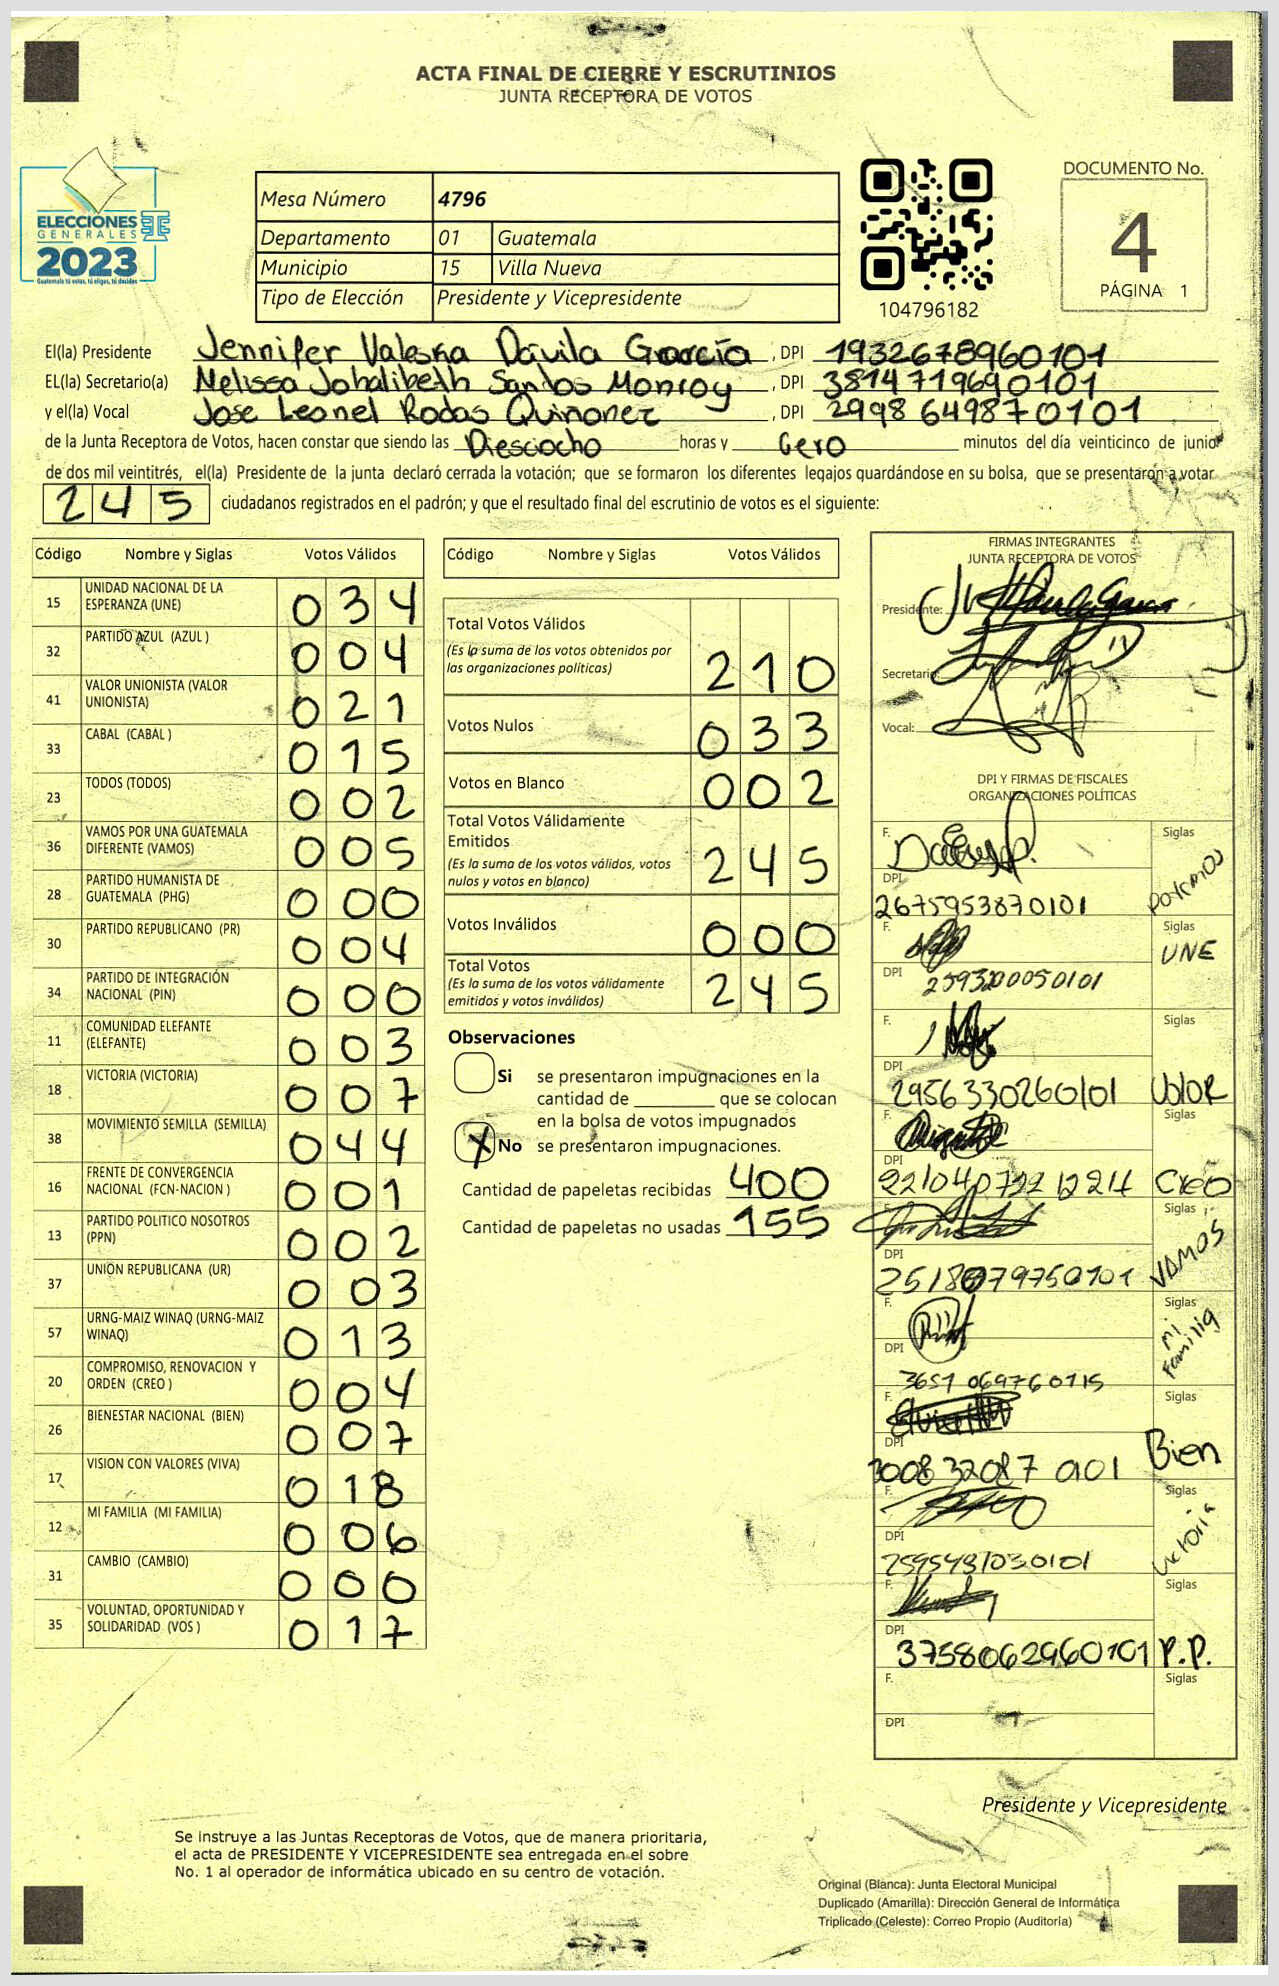 ACTA FINAL DE CIERRE Y ESCRUTINIOS
JUNTA RECEPTORA DE VOTOS
ELECCIONES
GENERALES
2023
Guatemala tú votas, tú eliges, tú decides
Mesa Número 4796
Departamento 01 Guatemala
Municipio 15 Villa Nueva
Tipo de Elección Presidente y Vicepresidente
104796182
DOCUMENTO No.
4
PÁGINA 1
El(la) Presidente Jennifer Valeska Davila García , DPI 1932678960101
EL(la) Secretario(a) Melissa Johalibeth Santos Monroy , DPI 3814719690101
y el(la) Vocal Jose Leonel Rodas Quiñonez , DPI 2998649870101
de la Junta Receptora de Votos, hacen constar que siendo las Diesciocho horas y Cero minutos del día veinticinco de junio
de dos mil veintitrés, el(la) Presidente de la junta declaró cerrada la votación; que se formaron los diferentes legajos quardándose en su bolsa, que se presentarón a votar
245 ciudadanos registrados en el padrón; y que el resultado final del escrutinio de votos es el siguiente:
Código Nombre y Siglas Votos Válidos
15 UNIDAD NACIONAL DE LA ESPERANZA (UNE) 034
32 PARTIDO AZUL (AZUL ) 004
41 VALOR UNIONISTA (VALOR UNIONISTA) 021
33 CABAL (CABAL ) 015
23 TODOS (TODOS) 002
36 VAMOS POR UNA GUATEMALA DIFERENTE (VAMOS) 005
28 PARTIDO HUMANISTA DE GUATEMALA (PHG) 000
30 PARTIDO REPUBLICANO (PR) 004
34 PARTIDO DE INTEGRACIÓN NACIONAL (PIN) 000
11 COMUNIDAD ELEFANTE (ELEFANTE) 003
18 VICTORIA (VICTORIA) 007
38 MOVIMIENTO SEMILLA (SEMILLA) 044
16 FRENTE DE CONVERGENCIA NACIONAL (FCN-NACION ) 001
13 PARTIDO POLITICO NOSOTROS (PPN) 002
37 UNION REPUBLICANA (UR) 003
57 URNG-MAIZ WINAQ (URNG-MAIZ WINAQ) 013
20 COMPROMISO, RENOVACION Y ORDEN (CREO ) 004
26 BIENESTAR NACIONAL (BIEN) 007
17 VISION CON VALORES (VIVA) 018
12 MI FAMILIA (MI FAMILIA) 006
31 CAMBIO (CAMBIO) 000
35 VOLUNTAD, OPORTUNIDAD Y SOLIDARIDAD (VOS ) 017
Código Nombre y Siglas Votos Válidos
Total Votos Válidos
(Es la suma de los votos obtenidos por
las organizaciones políticas) 210
Votos Nulos 033
Votos en Blanco 002
Total Votos Válidamente
Emitidos
(Es la suma de los votos válidos, votos
nulos y votos en blanco) 245
Votos Inválidos 000
Total Votos
(Es la suma de los votos válidamente
emitidos y votos inválidos) 245
Observaciones
Si se presentaron impugnaciones en la
cantidad de ________ que se colocan
en la bolsa de votos impugnados
X No se presentaron impugnaciones.
Cantidad de papeletas recibidas 400
Cantidad de papeletas no usadas 155
FIRMAS INTEGRANTES
JUNTA RECEPTORA DE VOTOS
Presidente:
Secretario:
Vocal:
DPI Y FIRMAS DE FISCALES
ORGANIZACIONES POLÍTICAS
F. Siglas
DPI 2675953870101 podemos
F. Siglas
DPI 2593200050101 UNE
F. Siglas
DPI 2956330260101 Valor
F. Siglas
DPI Creo
F. Siglas
DPI VAMOS
F. Siglas
DPI 3651069760115 Mi Familia
F. Siglas
DPI Bien
F. Siglas
DPI 2595481030101 Victoria
F. Siglas
DPI 3758062960101 P.P.
F. Siglas
DPI
Presidente y Vicepresidente
Se instruye a las Juntas Receptoras de Votos, que de manera prioritaria,
el acta de PRESIDENTE Y VICEPRESIDENTE sea entregada en el sobre
No. 1 al operador de informática ubicado en su centro de votación.
Original (Blanca): Junta Electoral Municipal
Duplicado (Amarilla): Dirección General de Informática
Triplicado (Celeste): Correo Propio (Auditoría)